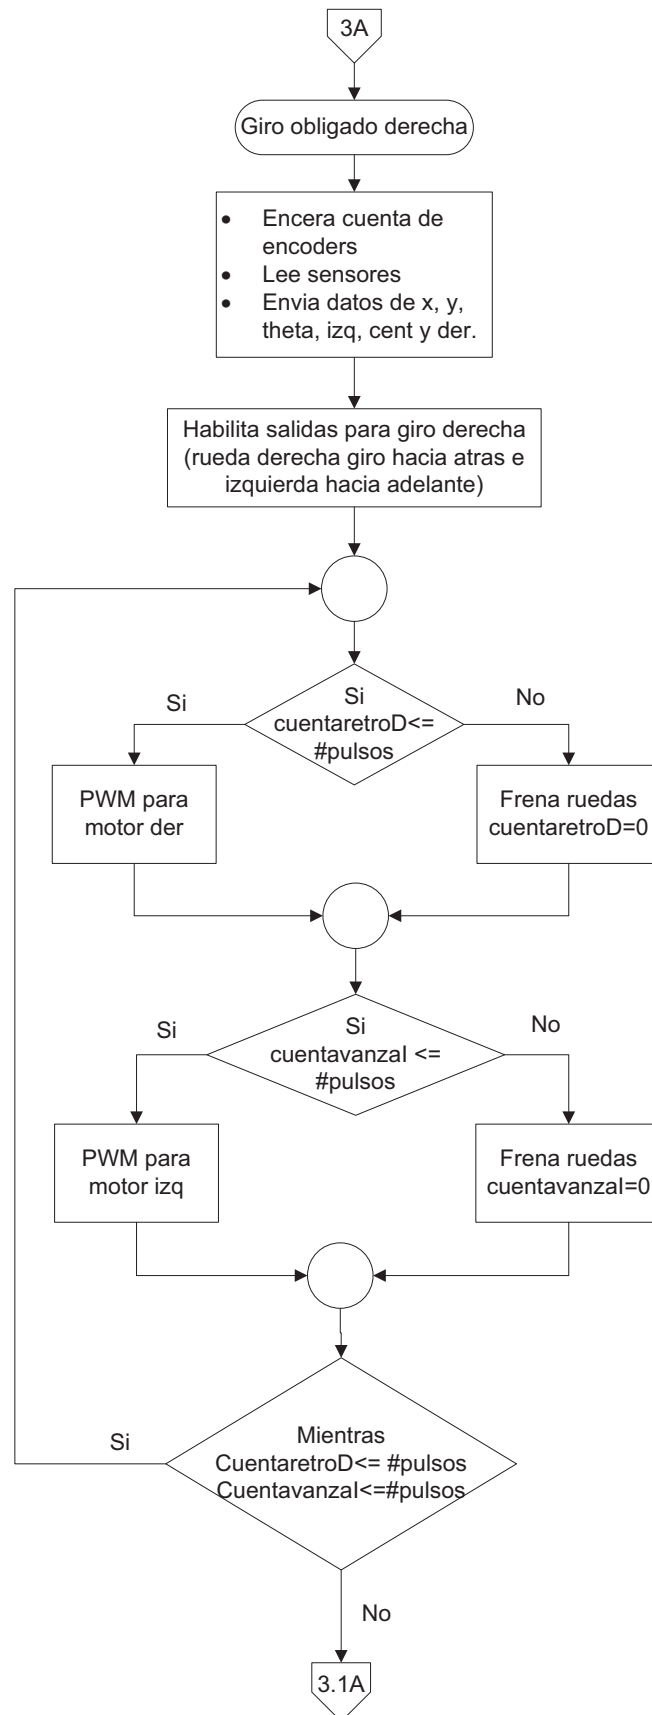 3A
Giro obligado derecha
• Encera cuenta de
encoders
• Lee sensores
• Envia datos de x, y,
theta, izq, cent y der.
Habilita salidas para giro derecha
(rueda derecha giro hacia atras e
izquierda hacia adelante)
Si
cuentaretroD<=
#pulsos
Si
No
PWM para
motor der
Frena ruedas
cuentaretroD=0
Si
cuentavanzaI <=
#pulsos
Si
No
PWM para
motor izq
Frena ruedas
cuentavanzaI=0
Mientras
CuentaretroD<= #pulsos
CuentavanzaI<=#pulsos
Si
No
3.1A